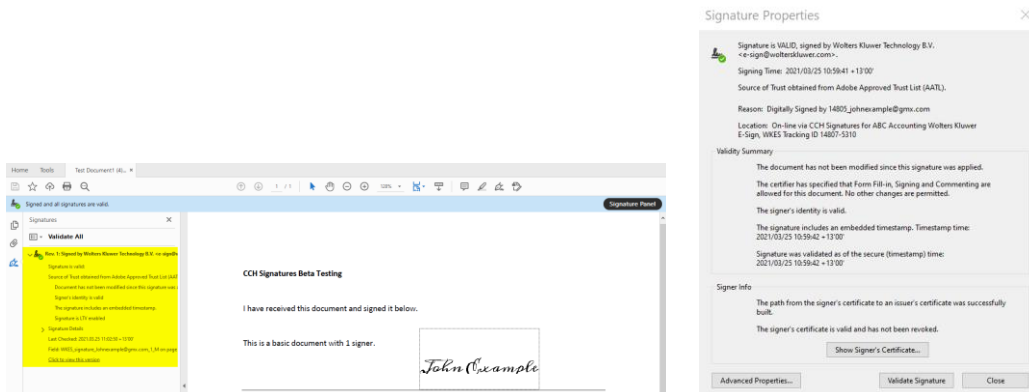 Home Tools Test Document1 (4)... ×
1 / 1 58%
Signed and all signatures are valid.
Signature Panel
Signatures ×
Validate All
Rev. 1: Signed by Wolters Kluwer Technology B.V. <e-sign@w
Signature is valid:
Source of Trust obtained from Adobe Approved Trust List (AATL
Document has not been modified since this signature was
Signer's identity is valid
The signature includes an embedded timestamp.
Signature is LTV enabled
Signature Details
Last Checked: 2021.03.25 11:02:50 +13'00'
Field: WKES_signature_johnexample@gmx.com_1_M on page
Click to view this version
CCH Signatures Beta Testing
I have received this document and signed it below.
This is a basic document with 1 signer.
John Example
Signature Properties ×
Signature is VALID, signed by Wolters Kluwer Technology B.V.
<e-sign@wolterskluwer.com>.
Signing Time: 2021/03/25 10:59:41 +13'00'
Source of Trust obtained from Adobe Approved Trust List (AATL).
Reason: Digitally Signed by 14805_johnexample@gmx.com
Location: On-line via CCH Signatures for ABC Accounting Wolters Kluwer
E-Sign, WKES Tracking ID 14807-5310
Validity Summary
The document has not been modified since this signature was applied.
The certifier has specified that Form Fill-in, Signing and Commenting are
allowed for this document. No other changes are permitted.
The signer's identity is valid.
The signature includes an embedded timestamp. Timestamp time:
2021/03/25 10:59:42 +13'00'
Signature was validated as of the secure (timestamp) time:
2021/03/25 10:59:42 +13'00'
Signer Info
The path from the signer's certificate to an issuer's certificate was successfully
built.
The signer's certificate is valid and has not been revoked.
Show Signer's Certificate...
Advanced Properties... Validate Signature Close